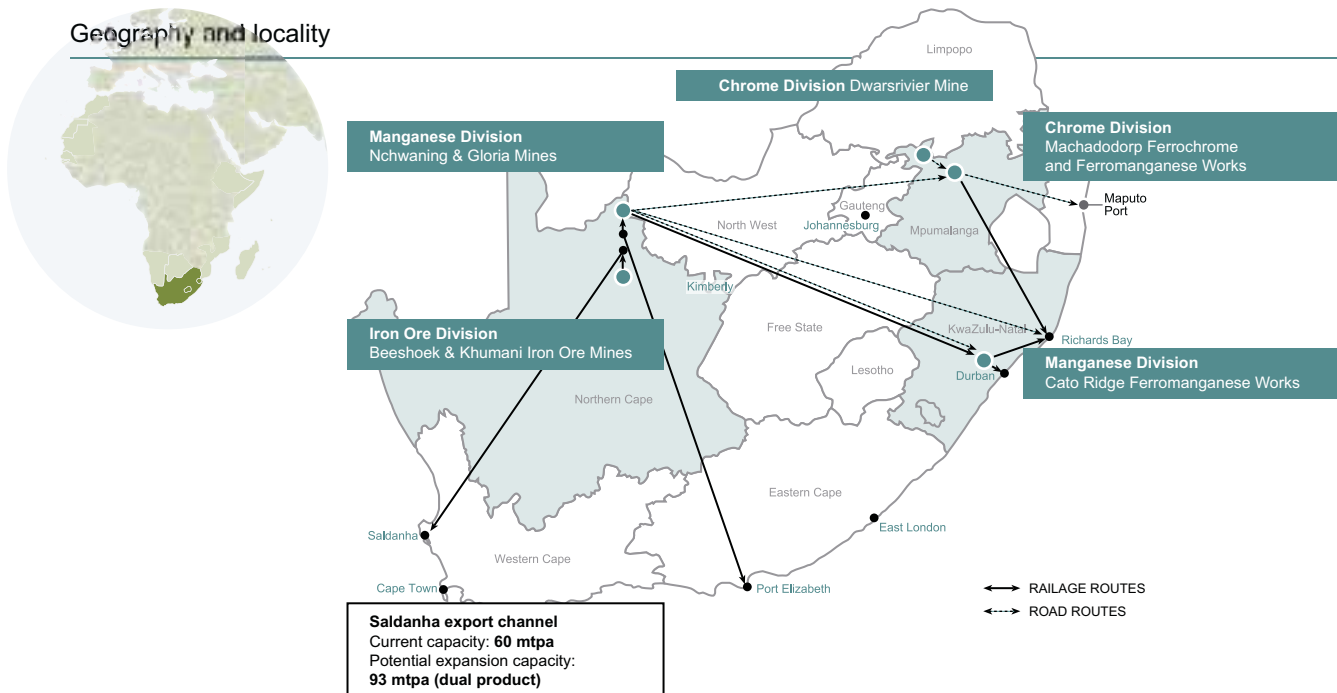 Geography and locality
Limpopo
Chrome Division Dwarsrivier Mine
Manganese Division
Nchwaning & Gloria Mines
Chrome Division
Machadodorp Ferrochrome
and Ferromanganese Works
Maputo
Port
Gauteng
Johannesburg
North West
Mpumalanga
Kimberly
Free State
KwaZulu-Natal
Richards Bay
Iron Ore Division
Beeshoek & Khumani Iron Ore Mines
Lesotho
Durban
Manganese Division
Cato Ridge Ferromanganese Works
Northern Cape
Eastern Cape
East London
Saldanha
Western Cape
Cape Town
Port Elizabeth
RAILAGE ROUTES
ROAD ROUTES
Saldanha export channel
Current capacity: 60 mtpa
Potential expansion capacity:
93 mtpa (dual product)